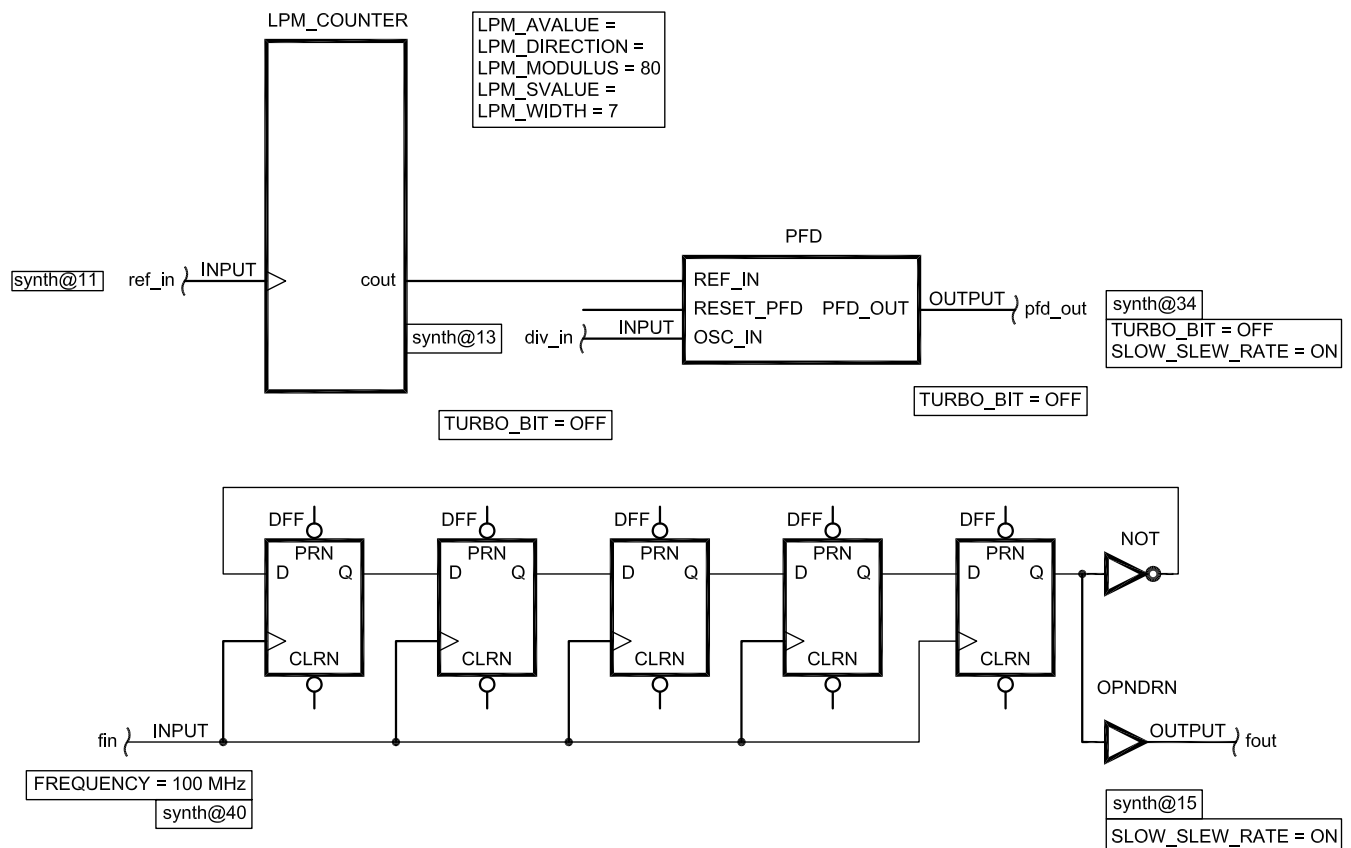 LPM_COUNTER
LPM_AVALUE =
LPM_DIRECTION =
LPM_MODULUS = 80
LPM_SVALUE =
LPM_WIDTH = 7
PFD
synth@11
ref_in
INPUT
cout
REF_IN
RESET_PFD
PFD_OUT
OUTPUT
pfd_out
synth@34
synth@13
div_in
INPUT
OSC_IN
TURBO_BIT = OFF
SLOW_SLEW_RATE = ON
TURBO_BIT = OFF
TURBO_BIT = OFF
DFF
DFF
DFF
DFF
DFF
NOT
PRN
PRN
PRN
PRN
PRN
D Q
D Q
D Q
D Q
D Q
CLRN
CLRN
CLRN
CLRN
CLRN
OPNDRN
fin
INPUT
OUTPUT
fout
FREQUENCY = 100 MHz
synth@40
synth@15
SLOW_SLEW_RATE = ON